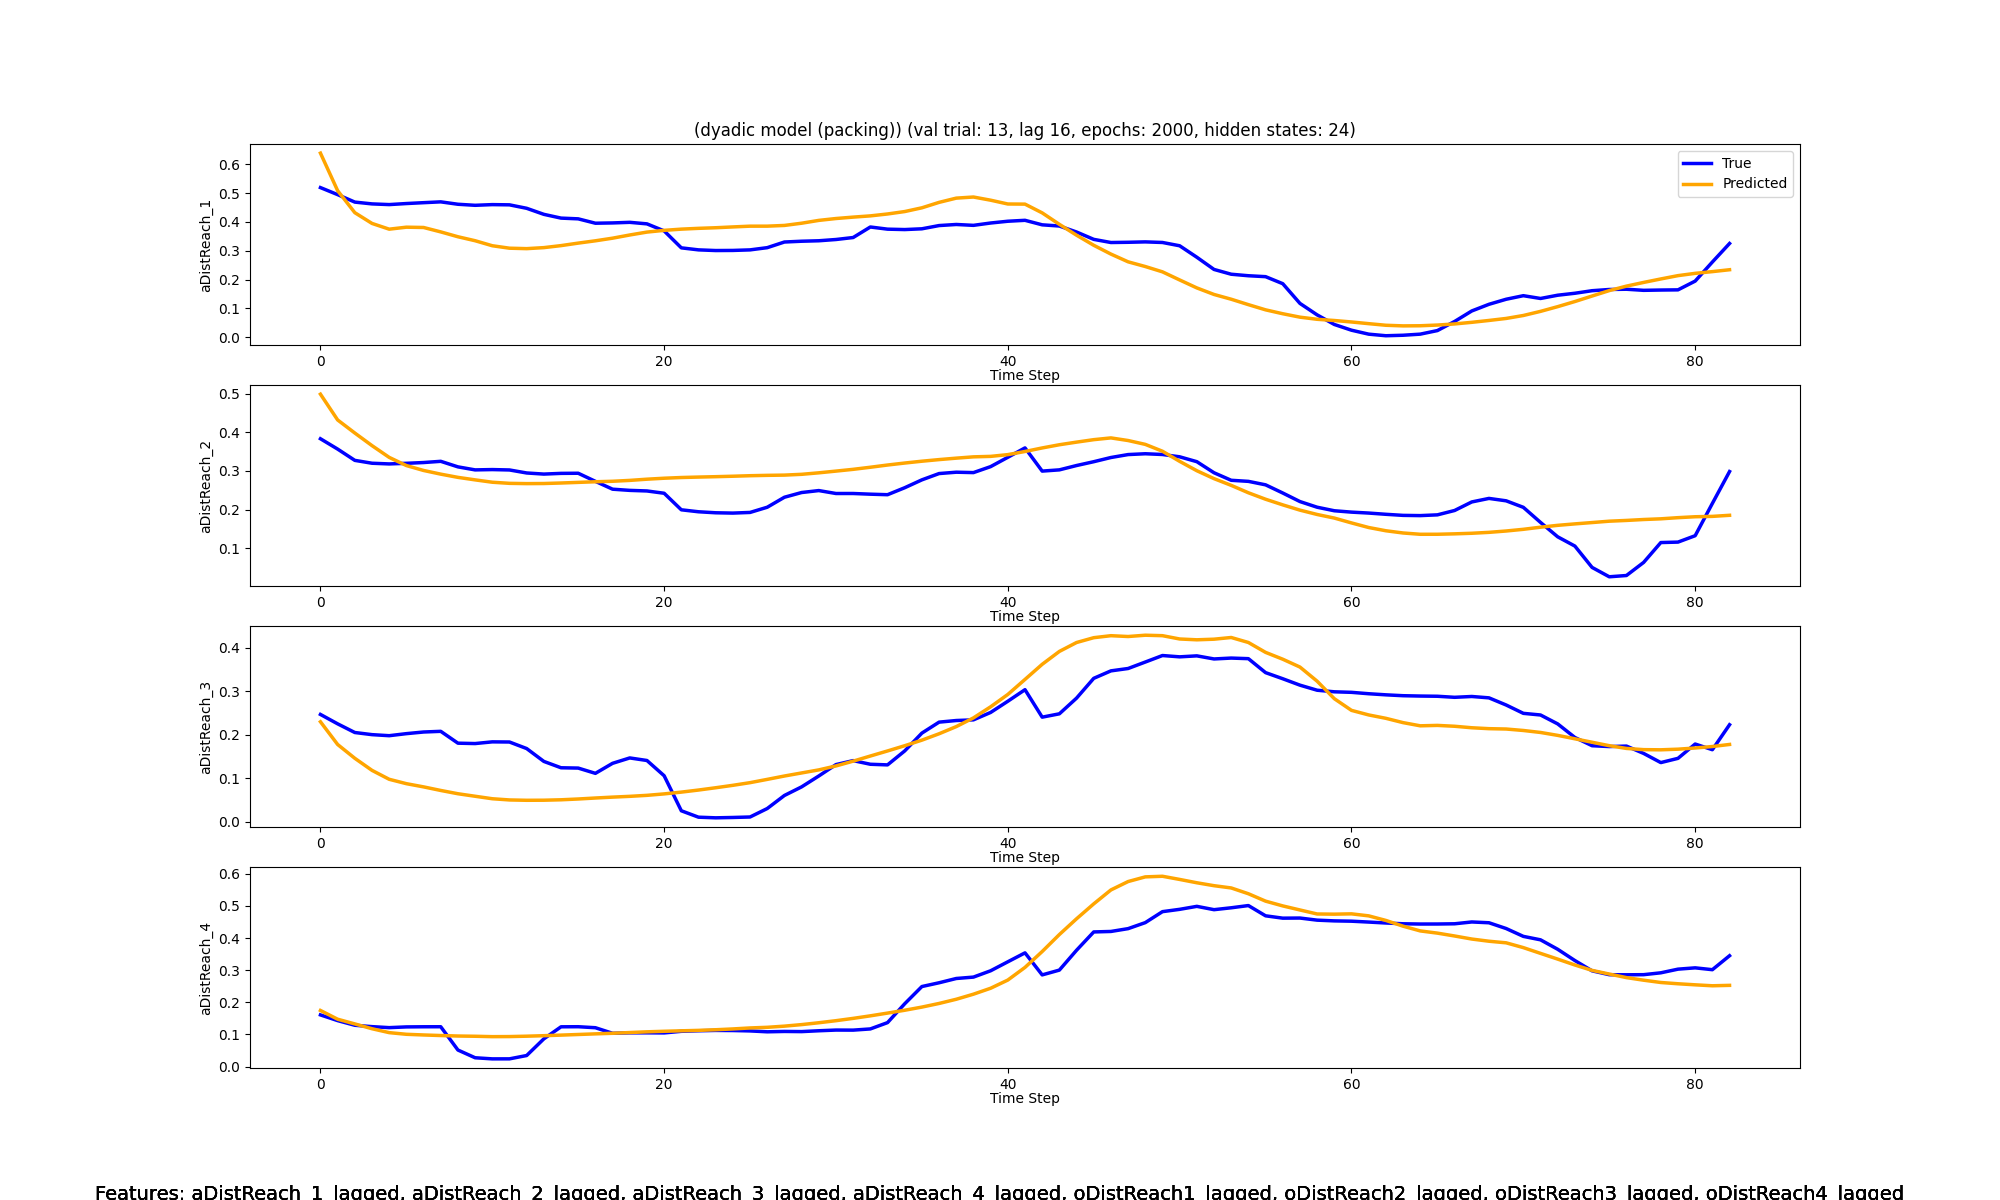 (dyadic model (packing)) (val trial: 13, lag 16, epochs: 2000, hidden states: 24)
True
Predicted
aDistReach_1
0.6
0.5
0.4
0.3
0.2
0.1
0.0
0 20 40 60 80
Time Step
aDistReach_2
0.5
0.4
0.3
0.2
0.1
0 20 40 60 80
Time Step
aDistReach_3
0.4
0.3
0.2
0.1
0.0
0 20 40 60 80
Time Step
aDistReach_4
0.6
0.5
0.4
0.3
0.2
0.1
0.0
0 20 40 60 80
Time Step
Features: aDistReach_1_lagged, aDistReach_2_lagged, aDistReach_3_lagged, aDistReach_4_lagged, oDistReach1_lagged, oDistReach2_lagged, oDistReach3_lagged, oDistReach4_lagged